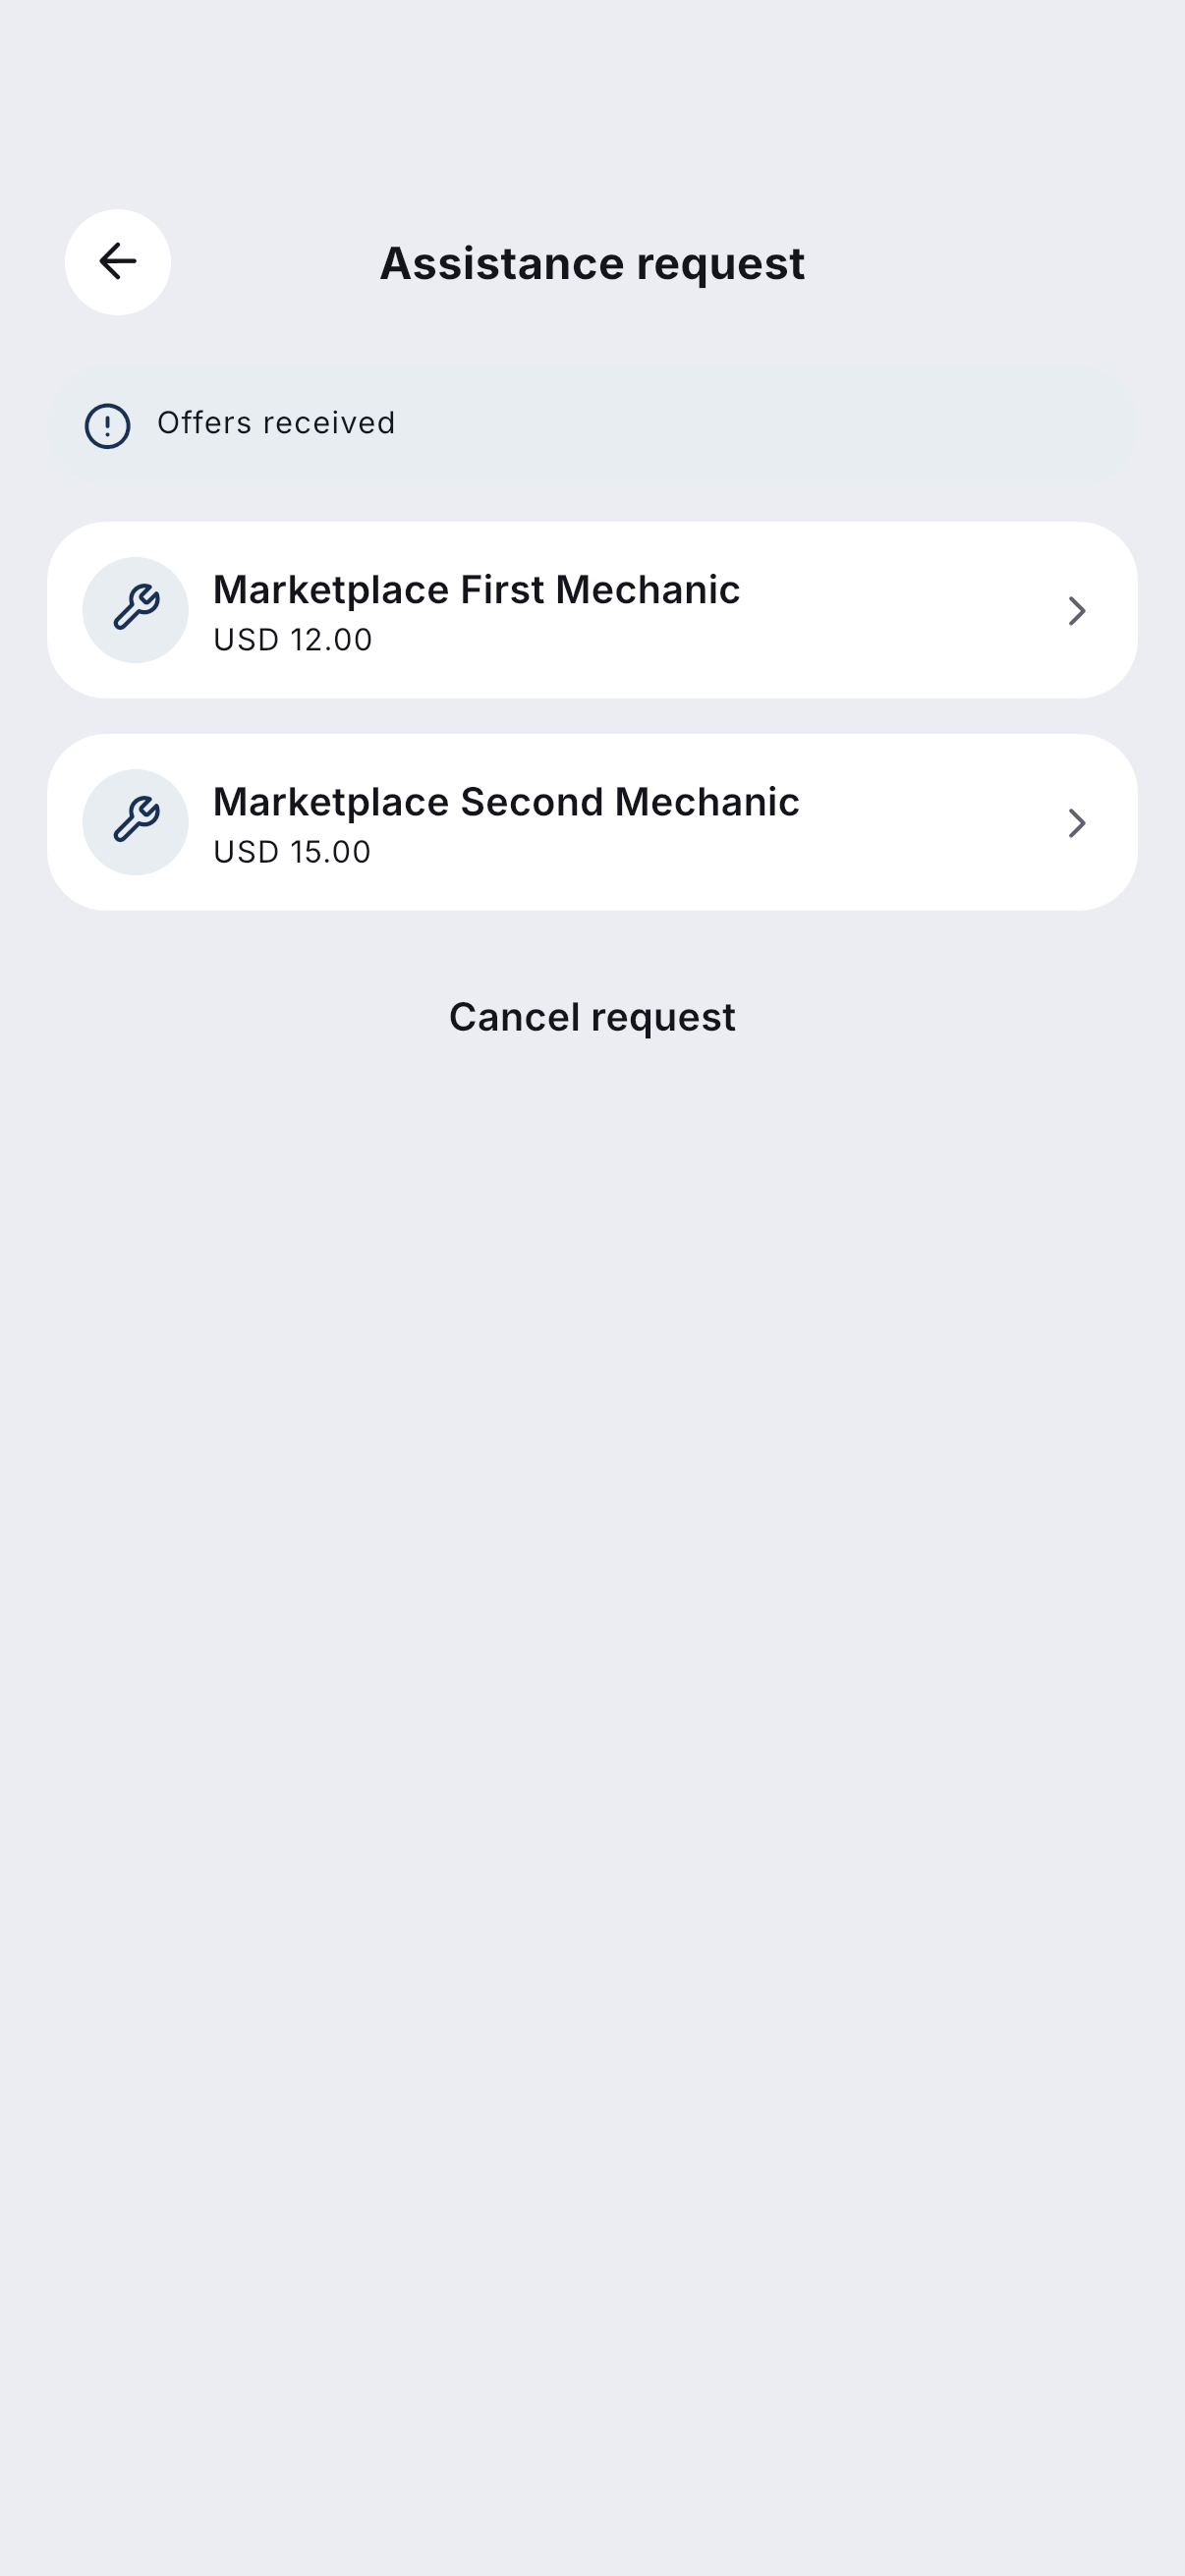 Assistance request
Offers received
Marketplace First Mechanic
USD 12.00
Marketplace Second Mechanic
USD 15.00
Cancel request